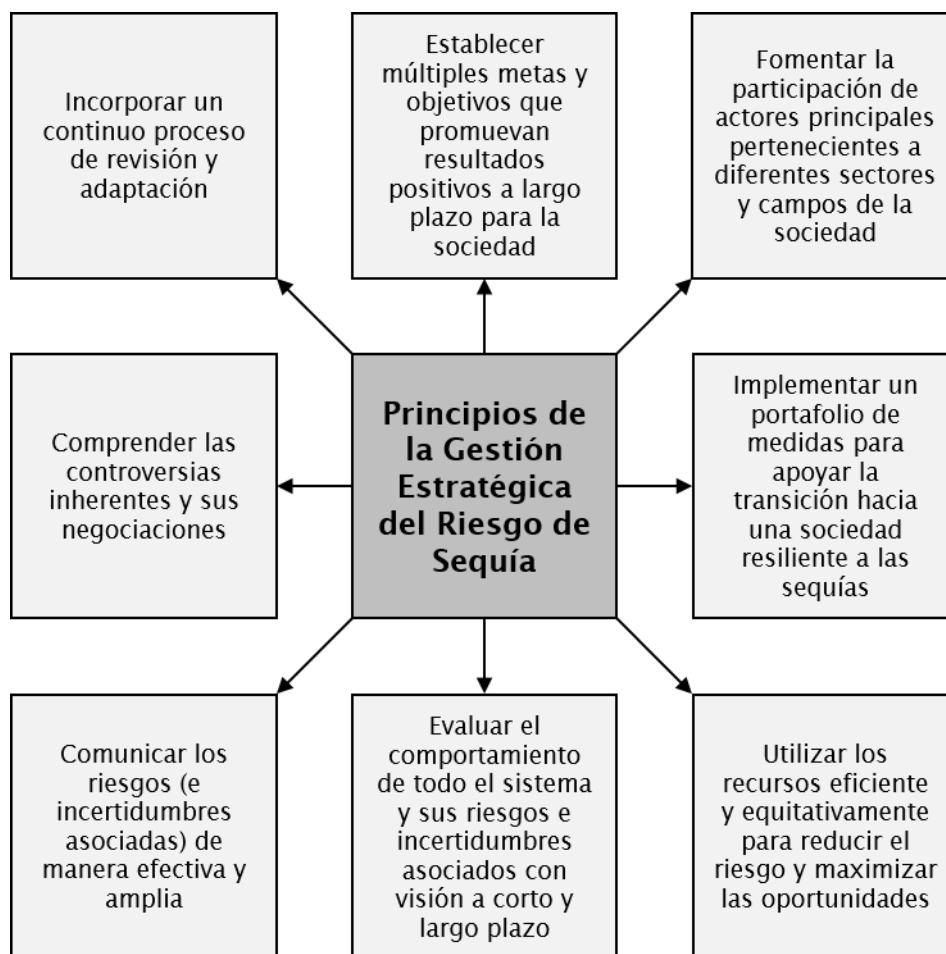 Incorporar un
continuo proceso
de revisión y
adaptación
Establecer
múltiples metas y
objetivos que
promuevan
resultados
positivos a largo
plazo para la
sociedad
Fomentar la
participación de
actores principales
pertenecientes a
diferentes sectores
y campos de la
sociedad
Comprender las
controversias
inherentes y sus
negociaciones
Principios de
la Gestión
Estratégica
del Riesgo de
Sequía
Implementar un
portafolio de
medidas para
apoyar la
transición hacia
una sociedad
resiliente a las
sequías
Comunicar los
riesgos (e
incertidumbres
asociadas) de
manera efectiva y
amplia
Evaluar el
comportamiento
de todo el sistema
y sus riesgos e
incertidumbres
asociados con
visión a corto y
largo plazo
Utilizar los
recursos eficiente
y equitativamente
para reducir el
riesgo y maximizar
las oportunidades